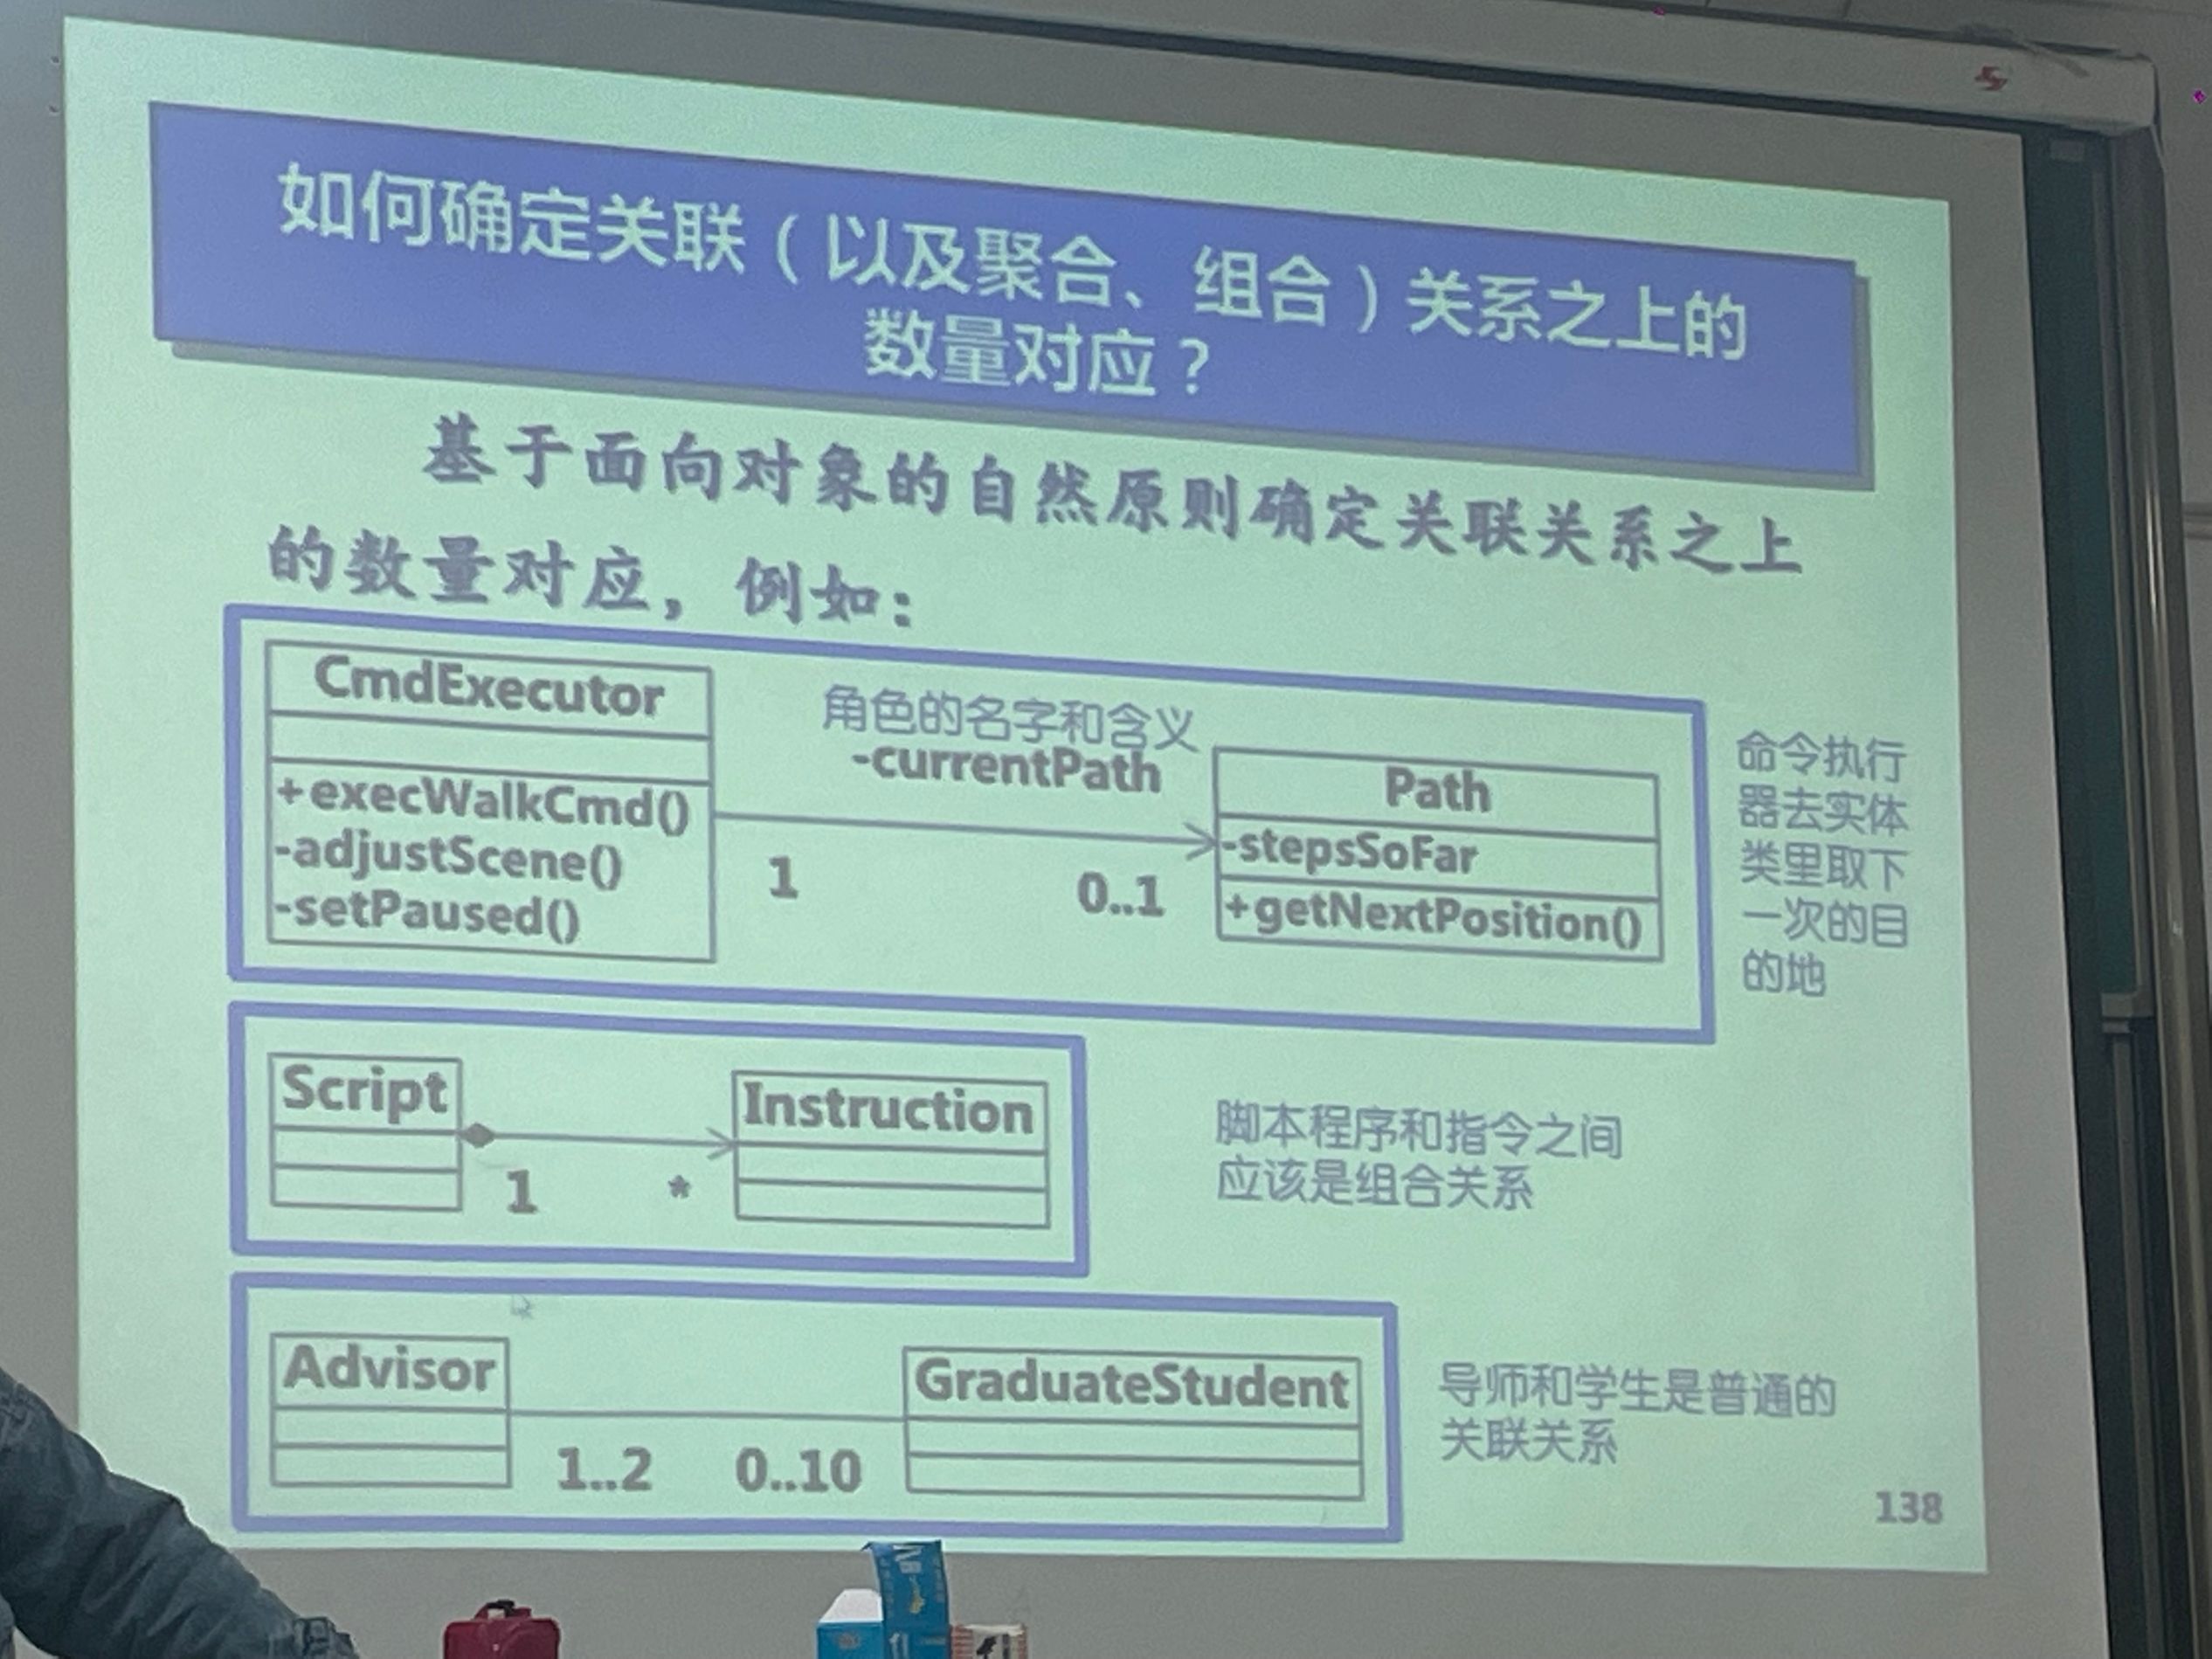 如何确定关联（以及聚合、组合）关系之上的
数量对应？
基于面向对象的自然原则确定关联关系之上
的数量对应，例如：
CmdExecutor
+execWalkCmd()
-adjustScene()
-setPaused()
角色的名字和含义
-currentPath
1
0..1
Path
-stepsSoFar
+getNextPosition()
命令执行
器去实体
类里取下
一次的目
的地
Script
1
*
Instruction
脚本程序和指令之间
应该是组合关系
Advisor
1..2
0..10
GraduateStudent
导师和学生是普通的
关联关系
138